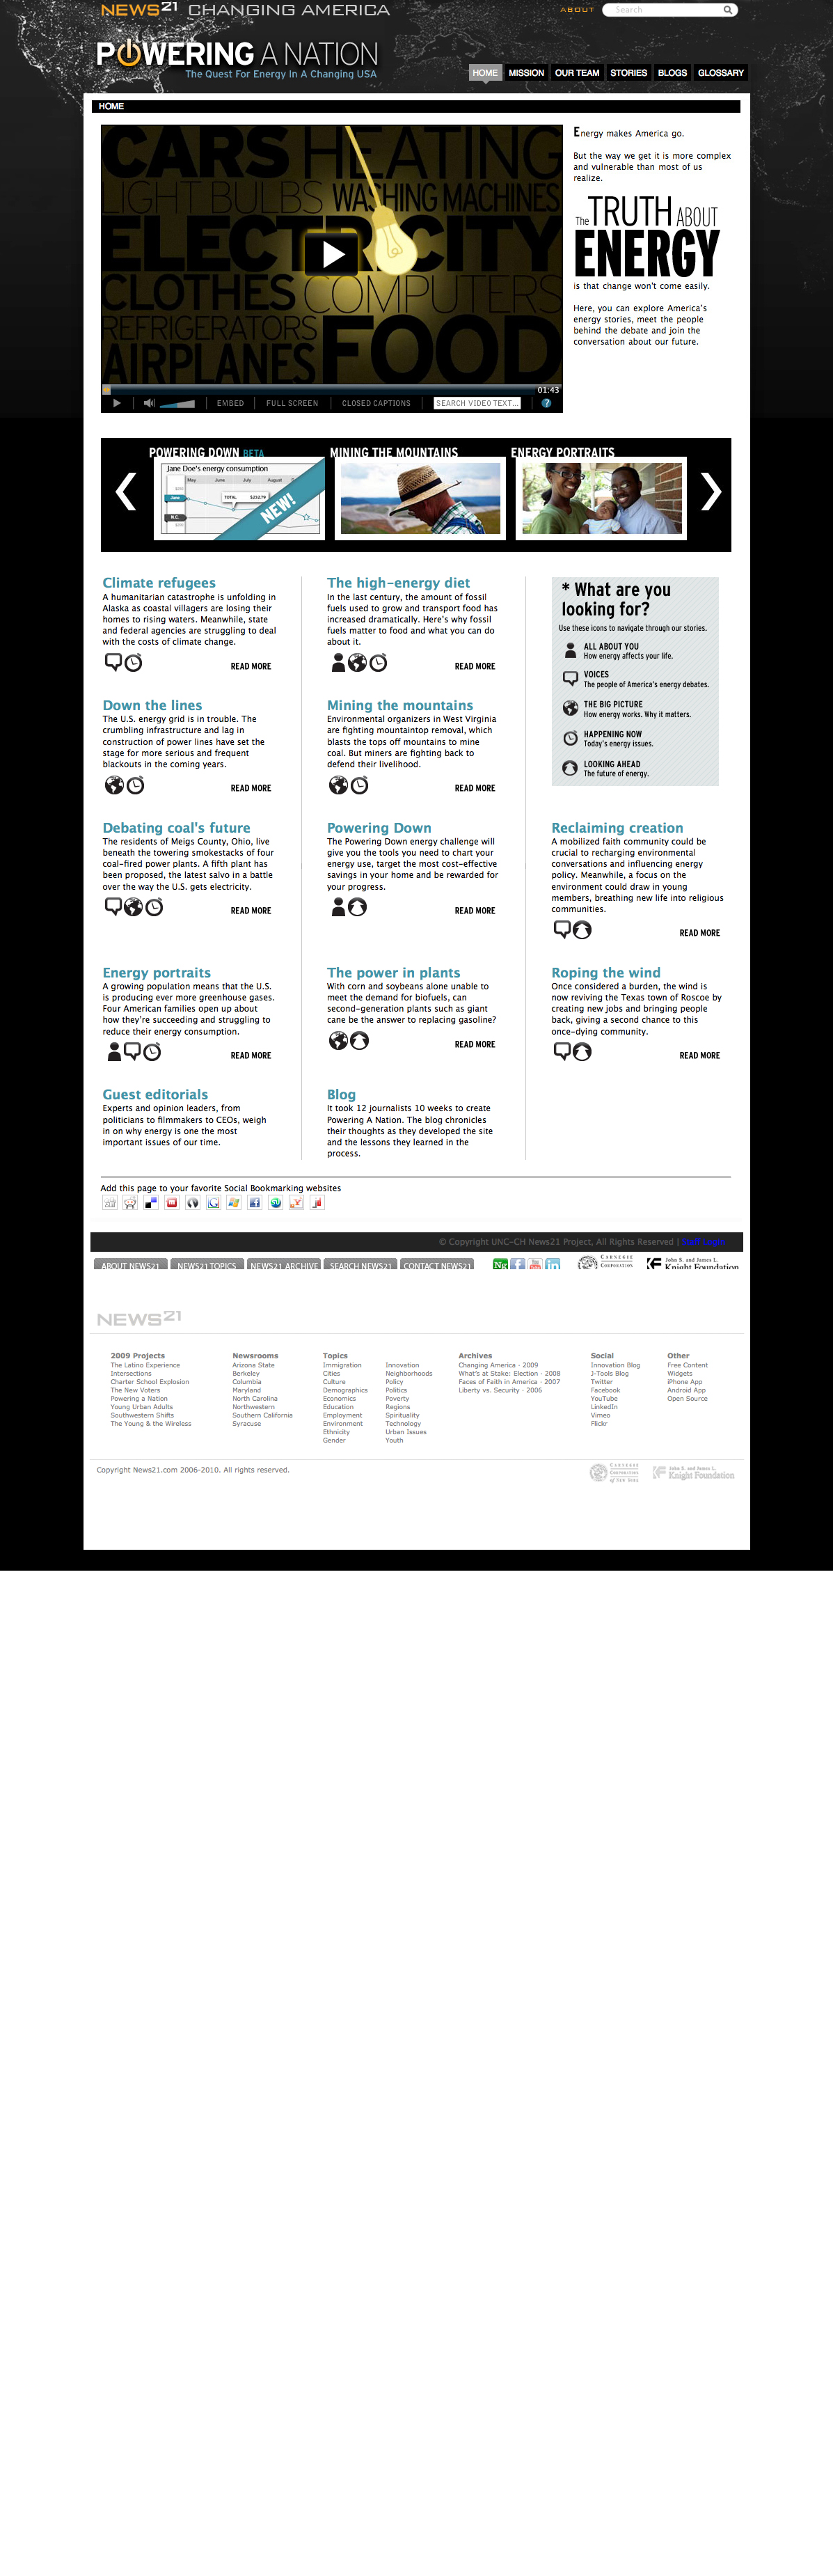 NEWS21 CHANGING AMERICA
ABOUT
Search
POWERING A NATION
The Quest For Energy In A Changing USA
HOME
MISSION
OUR TEAM
STORIES
BLOGS
GLOSSARY
HOME
CARS HEATING
LIGHT BULBS WASHING MACHINES
ELECTRICITY
CLOTHES COMPUTERS
REFRIGERATORS
AIRPLANES FOOD
01:43
EMBED
FULL SCREEN
CLOSED CAPTIONS
SEARCH VIDEO TEXT...
?
Energy makes America go.
But the way we get it is more complex
and vulnerable than most of us
realize.
The TRUTH ABOUT
ENERGY
is that change won't come easily.
Here, you can explore America's
energy stories, meet the people
behind the debate and join the
conversation about our future.
POWERING DOWN BETA
Jane Doe's energy consumption
May June July August
June
TOTAL $252.79
N.C.
NEW!
MINING THE MOUNTAINS
ENERGY PORTRAITS
Climate refugees
A humanitarian catastrophe is unfolding in
Alaska as coastal villagers are losing their
homes to rising waters. Meanwhile, state
and federal agencies are struggling to deal
with the costs of climate change.
READ MORE
The high-energy diet
In the last century, the amount of fossil
fuels used to grow and transport food has
increased dramatically. Here's why fossil
fuels matter to food and what you can do
about it.
READ MORE
* What are you
looking for?
Use these icons to navigate through our stories.
ALL ABOUT YOU
How energy affects your life.
VOICES
The people of America's energy debates.
THE BIG PICTURE
How energy works. Why it matters.
HAPPENING NOW
Today's energy issues.
LOOKING AHEAD
The future of energy.
Down the lines
The U.S. energy grid is in trouble. The
crumbling infrastructure and lag in
construction of power lines have set the
stage for more serious and frequent
blackouts in the coming years.
READ MORE
Mining the mountains
Environmental organizers in West Virginia
are fighting mountaintop removal, which
blasts the tops off mountains to mine
coal. But miners are fighting back to
defend their livelihood.
READ MORE
Debating coal's future
The residents of Meigs County, Ohio, live
beneath the towering smokestacks of four
coal-fired power plants. A fifth plant has
been proposed, the latest salvo in a battle
over the way the U.S. gets electricity.
READ MORE
Powering Down
The Powering Down energy challenge will
give you the tools you need to chart your
energy use, target the most cost-effective
savings in your home and be rewarded for
your progress.
READ MORE
Reclaiming creation
A mobilized faith community could be
crucial to recharging environmental
conversations and influencing energy
policy. Meanwhile, a focus on the
environment could draw in young
members, breathing new life into religious
communities.
READ MORE
Energy portraits
A growing population means that the U.S.
is producing ever more greenhouse gases.
Four American families open up about
how they're succeeding and struggling to
reduce their energy consumption.
READ MORE
The power in plants
With corn and soybeans alone unable to
meet the demand for biofuels, can
second-generation plants such as giant
cane be the answer to replacing gasoline?
READ MORE
Roping the wind
Once considered a burden, the wind is
now reviving the Texas town of Roscoe by
creating new jobs and bringing people
back, giving a second chance to this
once-dying community.
READ MORE
Guest editorials
Experts and opinion leaders, from
politicians to filmmakers to CEOs, weigh
in on why energy is one the most
important issues of our time.
Blog
It took 12 journalists 10 weeks to create
Powering A Nation. The blog chronicles
their thoughts as they developed the site
and the lessons they learned in the
process.
Add this page to your favorite Social Bookmarking websites
© Copyright UNC-CH News21 Project, All Rights Reserved | Staff Login
ABOUT NEWS21
NEWS21 TOPICS
NEWS21 ARCHIVE
SEARCH NEWS21
CONTACT NEWS21
CARNEGIE
CORPORATION
John S. and James L.
Knight Foundation
NEWS21
2009 Projects
The Latino Experience
Intersections
Charter School Explosion
The New Voters
Powering a Nation
Young Urban Adults
Southwestern Shifts
The Young & the Wireless
Newsrooms
Arizona State
Berkeley
Columbia
Maryland
North Carolina
Northwestern
Southern California
Syracuse
Topics
Immigration
Cities
Culture
Demographics
Economics
Education
Employment
Environment
Ethnicity
Gender
Innovation
Neighborhoods
Policy
Politics
Poverty
Regions
Spirituality
Technology
Urban Issues
Youth
Archives
Changing America - 2009
What's at Stake: Election - 2008
Faces of Faith in America - 2007
Liberty vs. Security - 2006
Social
Innovation Blog
J-Tools Blog
Twitter
Facebook
YouTube
LinkedIn
Vimeo
Flickr
Other
Free Content
Widgets
iPhone App
Android App
Open Source
Copyright News21.com 2006-2010. All rights reserved.
CARNEGIE
CORPORATION
of NEW YORK
John S. and James L.
Knight Foundation